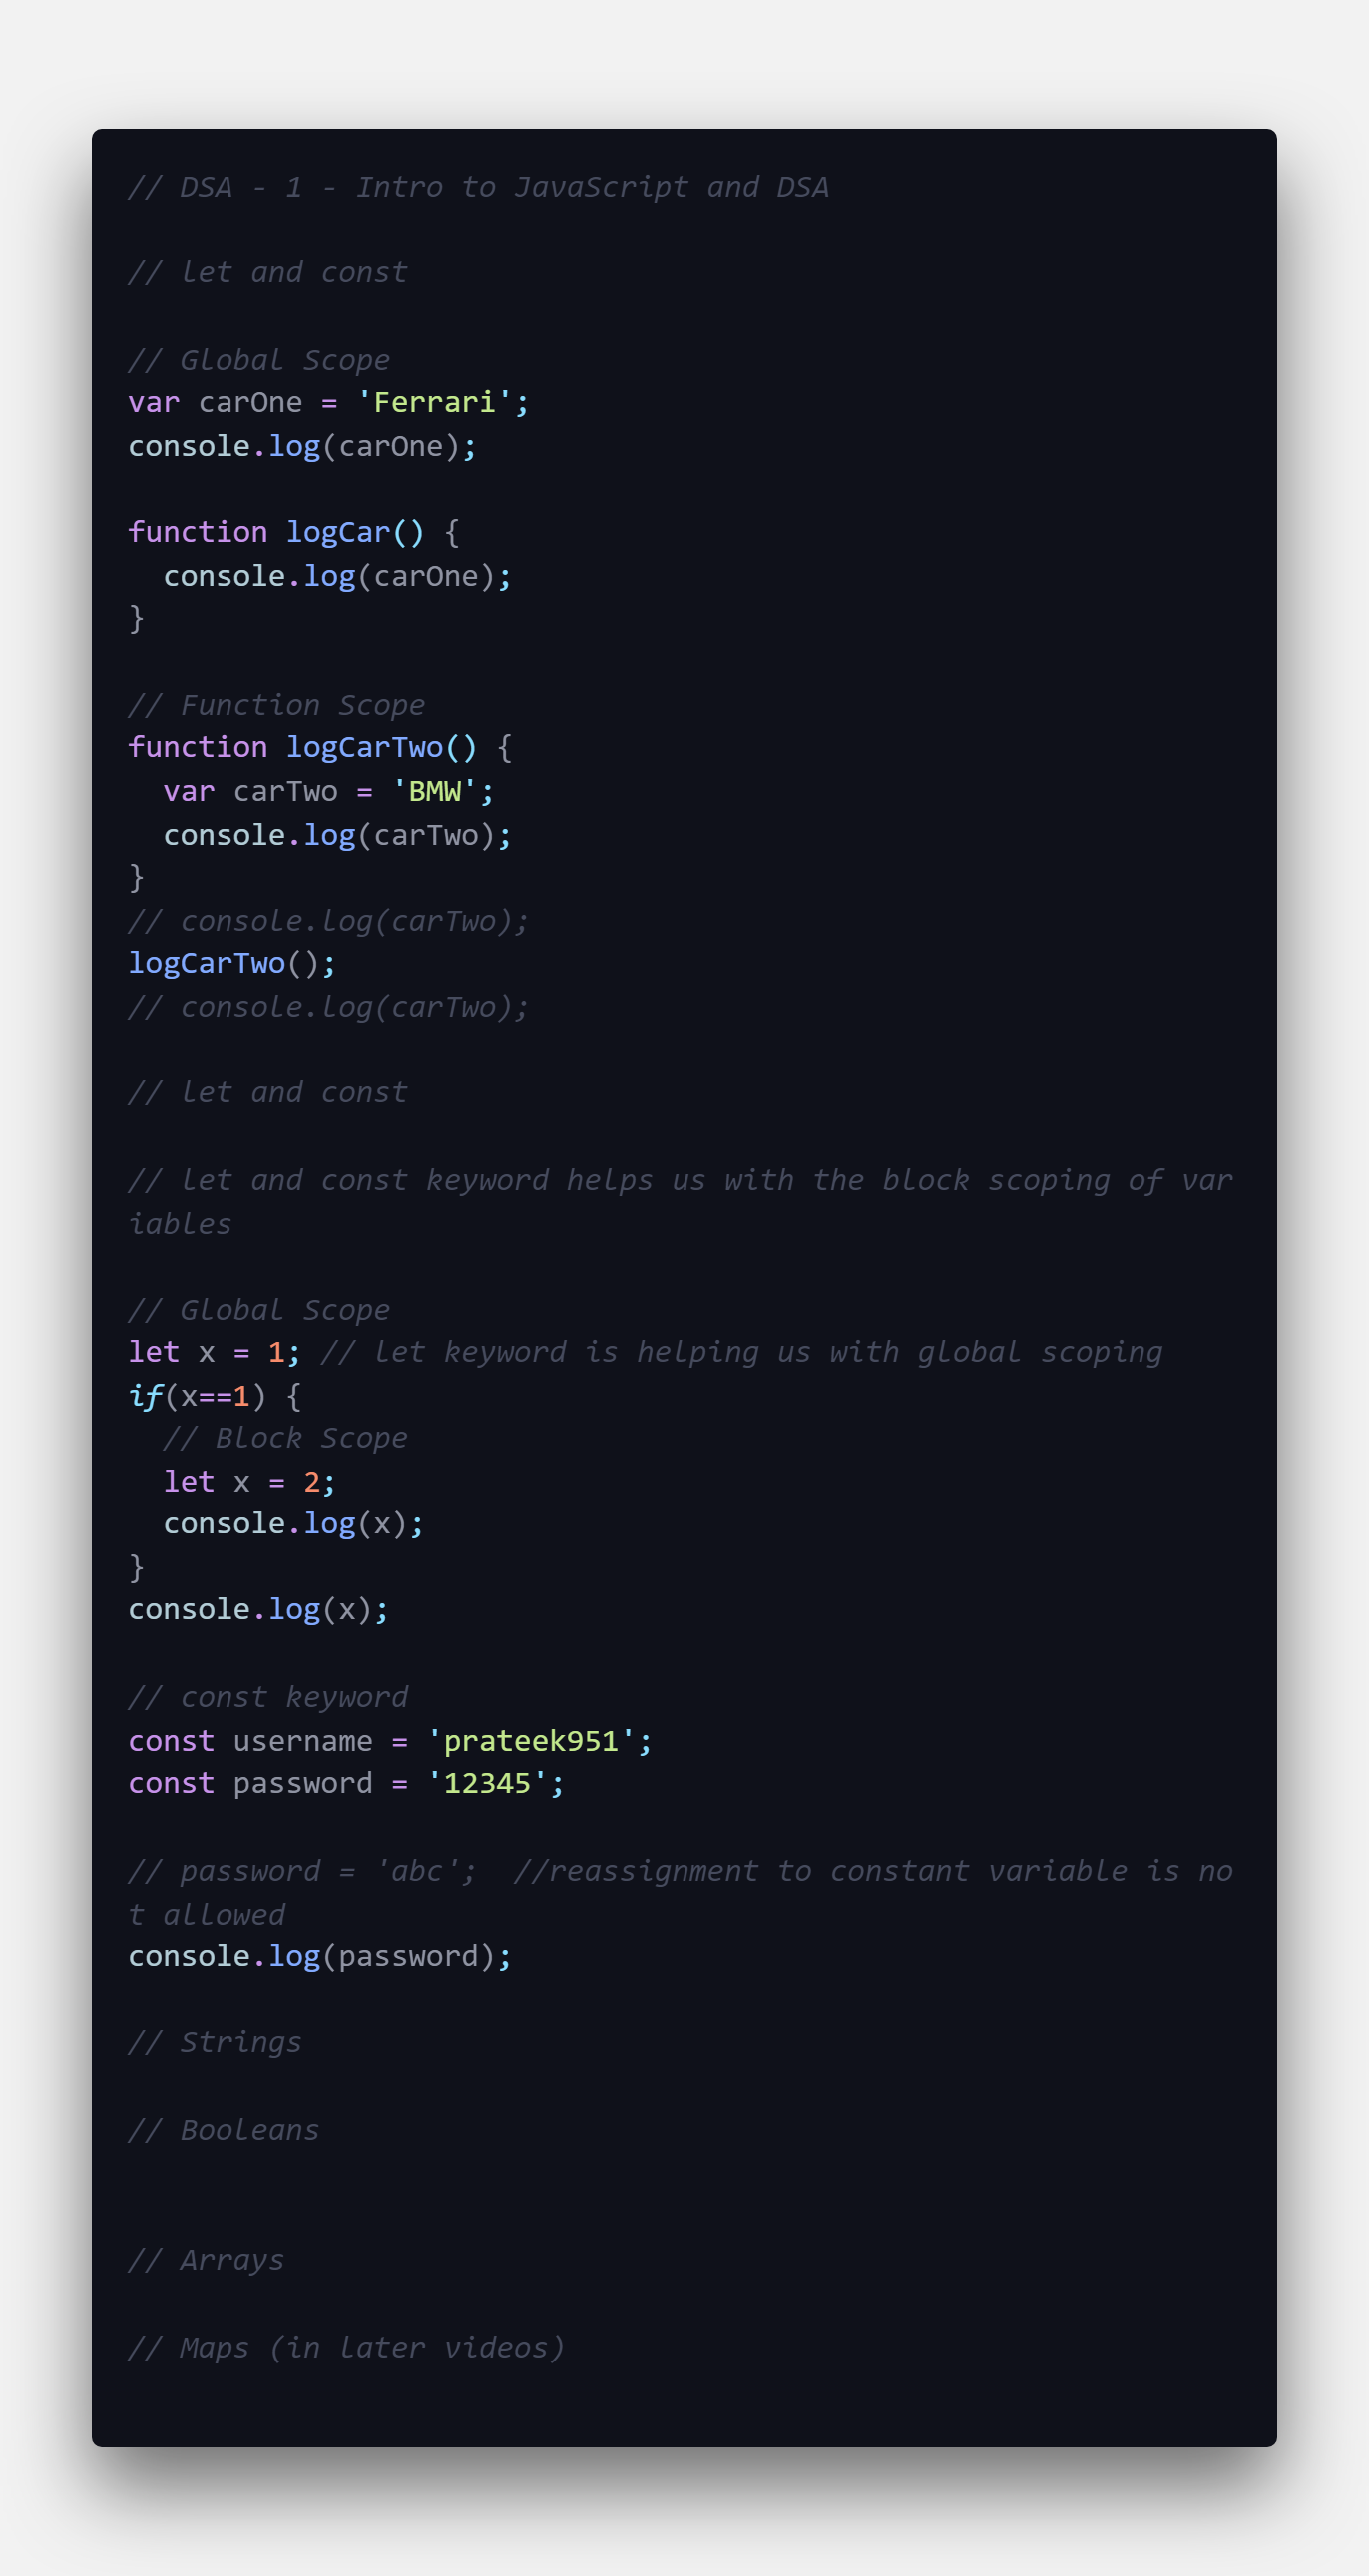 // DSA - 1 - Intro to JavaScript and DSA
// let and const
// Global Scope
var carOne = 'Ferrari';
console.log(carOne);
function logCar() {
  console.log(carOne);
}
// Function Scope
function logCarTwo() {
  var carTwo = 'BMW';
  console.log(carTwo);
}
// console.log(carTwo);
logCarTwo();
// console.log(carTwo);
// let and const
// let and const keyword helps us with the block scoping of var
iables
// Global Scope
let x = 1; // let keyword is helping us with global scoping
if(x==1) {
  // Block Scope
  let x = 2;
  console.log(x);
}
console.log(x);
// const keyword
const username = 'prateek951';
const password = '12345';
// password = 'abc';  //reassignment to constant variable is no
t allowed
console.log(password);
// Strings
// Booleans
// Arrays
// Maps (in later videos)